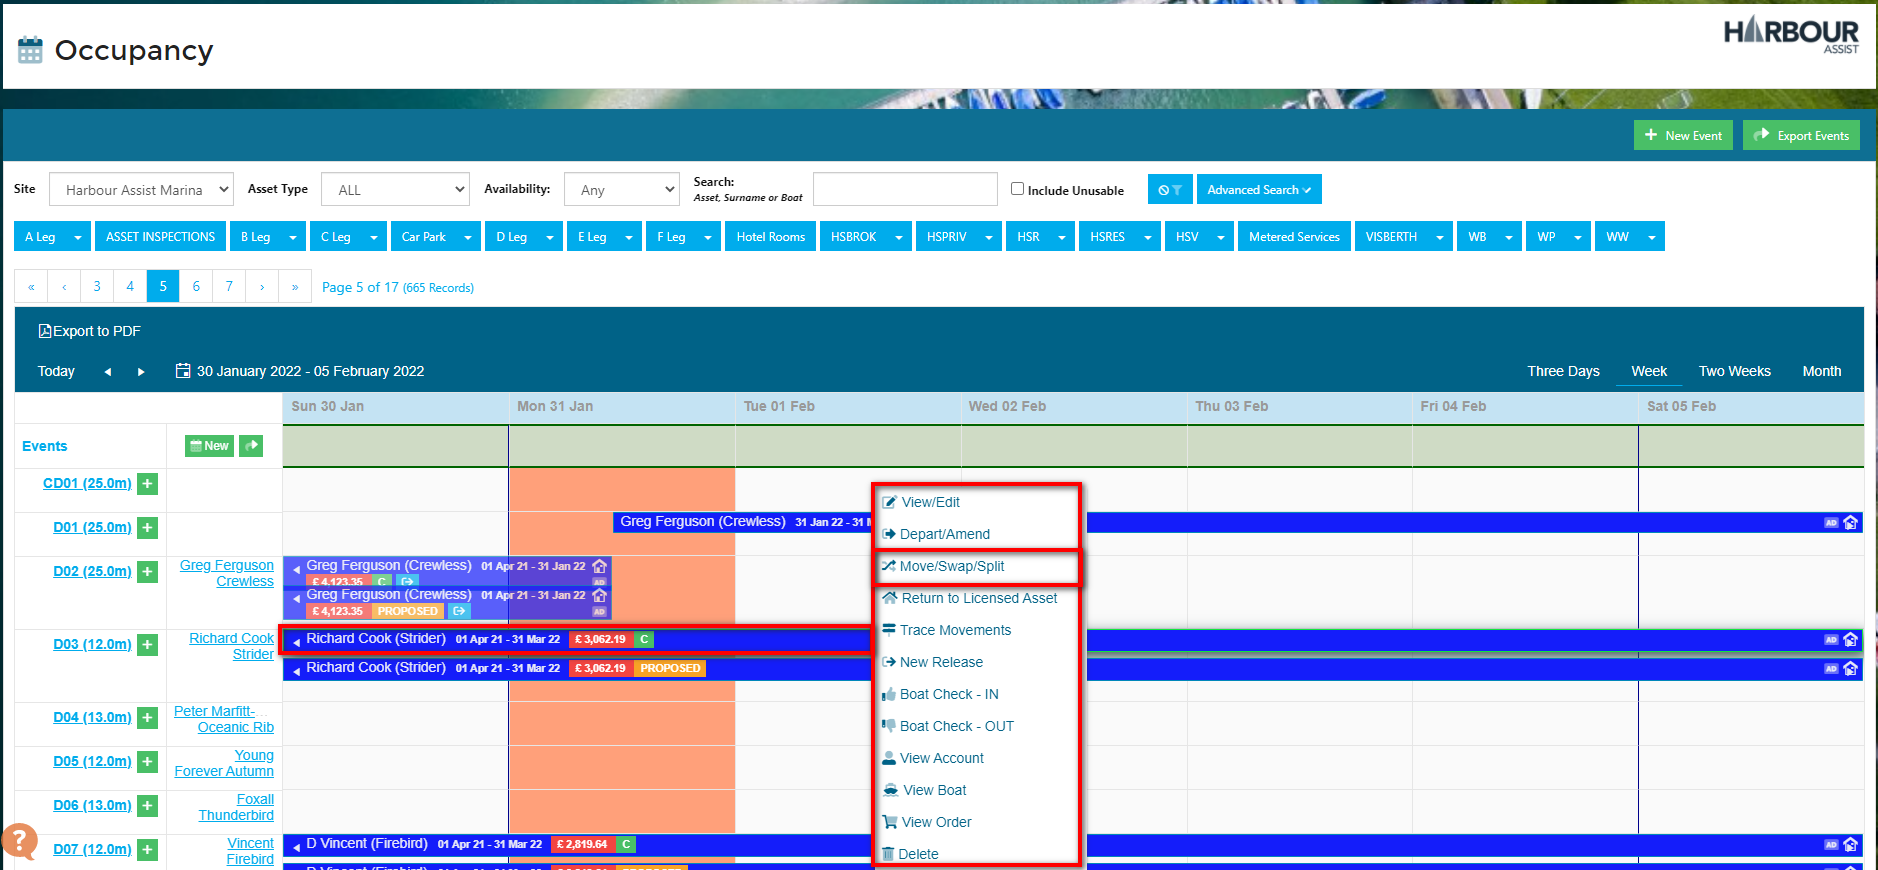 Occupancy
HARBOUR
ASSIST
New Event
Export Events
Site
Harbour Assist Marina
Asset Type
ALL
Availability:
Any
Search:
Asset, Surname or Boat
Include Unusable
Advanced Search
A Leg
ASSET INSPECTIONS
B Leg
C Leg
Car Park
D Leg
E Leg
F Leg
Hotel Rooms
HSBROK
HSPRIV
HSR
HSRES
HSV
Metered Services
VISBERTH
WB
WP
WW
« ‹ 3 4 5 6 7 › » Page 5 of 17 (665 Records)
Export to PDF
Today
30 January 2022 - 05 February 2022
Three Days
Week
Two Weeks
Month
Sun 30 Jan
Mon 31 Jan
Tue 01 Feb
Wed 02 Feb
Thu 03 Feb
Fri 04 Feb
Sat 05 Feb
Events
New
CD01 (25.0m) +
D01 (25.0m) +
Greg Ferguson (Crewless) 31 Jan 22 - 31
AD
D02 (25.0m) +
Greg Ferguson
Crewless
Greg Ferguson (Crewless) 01 Apr 21 - 31 Jan 22
£ 4,123.35 C
AD
Greg Ferguson (Crewless) 01 Apr 21 - 31 Jan 22
£ 4,123.35 PROPOSED
AD
D03 (12.0m) +
Richard Cook
Strider
Richard Cook (Strider) 01 Apr 21 - 31 Mar 22 £ 3,062.19 C
AD
Richard Cook (Strider) 01 Apr 21 - 31 Mar 22 £ 3,062.19 PROPOSED
AD
D04 (13.0m) +
Peter Marfitt-...
Oceanic Rib
D05 (12.0m) +
Young
Forever Autumn
D06 (13.0m) +
Foxall
Thunderbird
D07 (12.0m) +
Vincent
Firebird
D Vincent (Firebird) 01 Apr 21 - 31 Mar 22 £ 2,819.64 C
AD
View/Edit
Depart/Amend
Move/Swap/Split
Return to Licensed Asset
Trace Movements
New Release
Boat Check - IN
Boat Check - OUT
View Account
View Boat
View Order
Delete
?